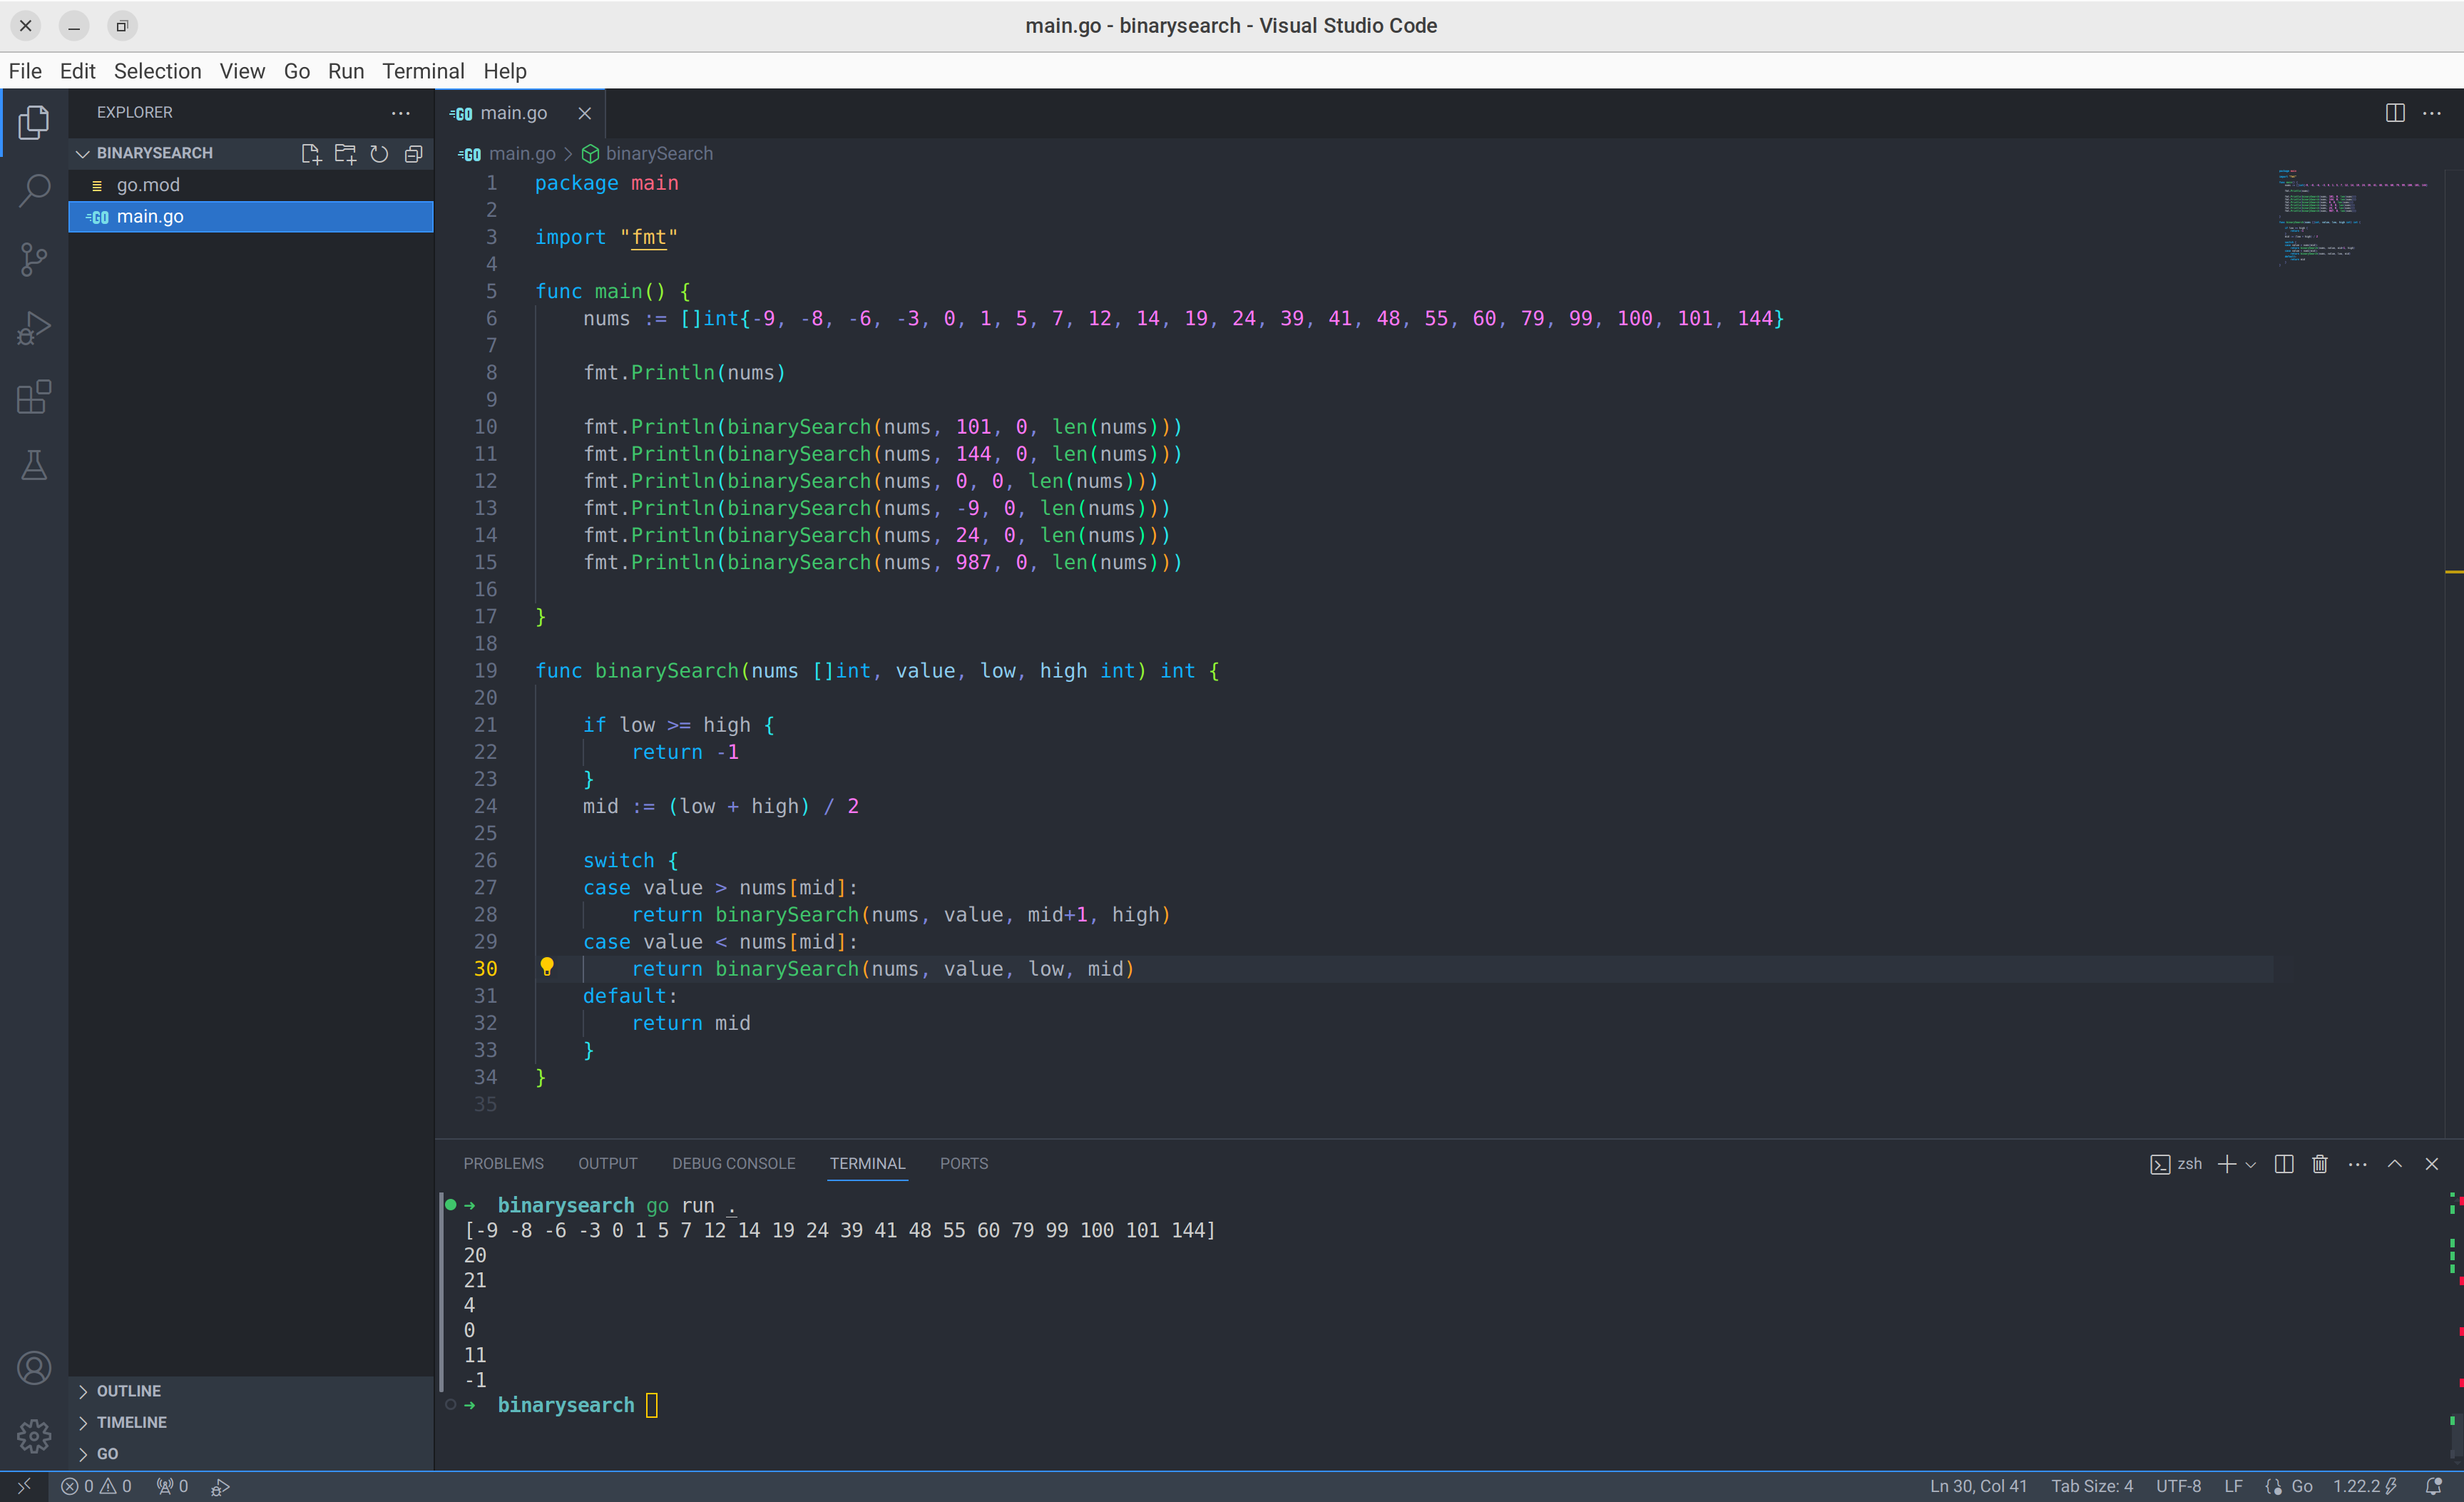 main.go - binarysearch - Visual Studio Code
File Edit Selection View Go Run Terminal Help
EXPLORER
BINARYSEARCH
go.mod
GO main.go
OUTLINE
TIMELINE
GO
GO main.go
GO main.go > binarySearch
1 package main
2
3 import "fmt"
4
5 func main() {
6 nums := []int{-9, -8, -6, -3, 0, 1, 5, 7, 12, 14, 19, 24, 39, 41, 48, 55, 60, 79, 99, 100, 101, 144}
7
8 fmt.Println(nums)
9
10 fmt.Println(binarySearch(nums, 101, 0, len(nums)))
11 fmt.Println(binarySearch(nums, 144, 0, len(nums)))
12 fmt.Println(binarySearch(nums, 0, 0, len(nums)))
13 fmt.Println(binarySearch(nums, -9, 0, len(nums)))
14 fmt.Println(binarySearch(nums, 24, 0, len(nums)))
15 fmt.Println(binarySearch(nums, 987, 0, len(nums)))
16
17 }
18
19 func binarySearch(nums []int, value, low, high int) int {
20
21 if low >= high {
22 return -1
23 }
24 mid := (low + high) / 2
25
26 switch {
27 case value > nums[mid]:
28 return binarySearch(nums, value, mid+1, high)
29 case value < nums[mid]:
30 return binarySearch(nums, value, low, mid)
31 default:
32 return mid
33 }
34 }
35
PROBLEMS OUTPUT DEBUG CONSOLE TERMINAL PORTS
zsh
➜ binarysearch go run .
[-9 -8 -6 -3 0 1 5 7 12 14 19 24 39 41 48 55 60 79 99 100 101 144]
20
21
4
0
11
-1
➜ binarysearch
0 0 0 Ln 30, Col 41 Tab Size: 4 UTF-8 LF Go 1.22.2